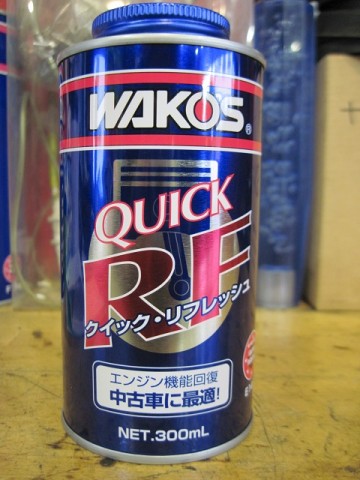 WAKO'S®
QUICK
RF
クイック・リフレッシュ
エンジン機能回復
中古車に最適!
NET.300mL